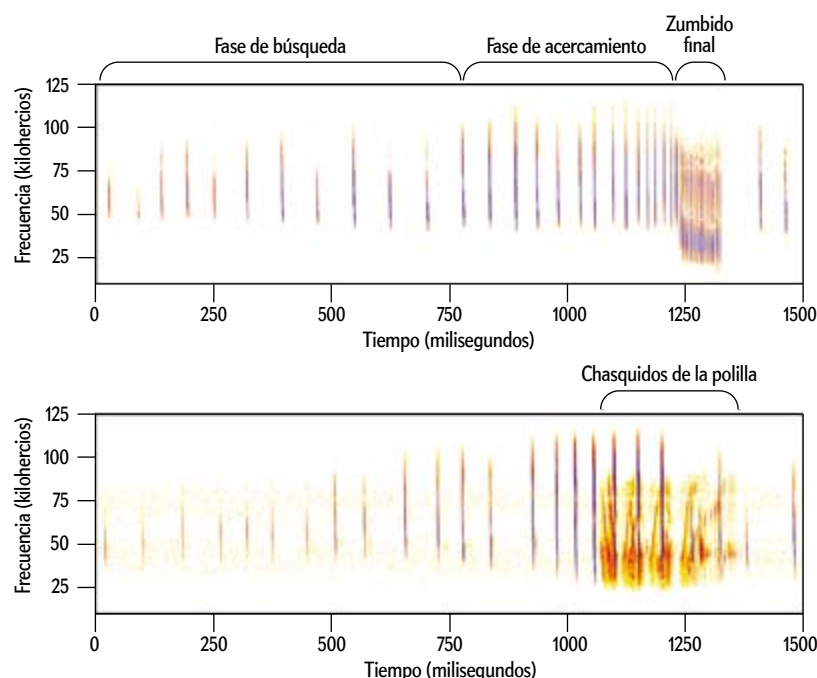 Fase de búsqueda
Fase de acercamiento
Zumbido
final
125
100
75
50
25
Frecuencia (kilohercios)
0
250
500
750
1000
1250
1500
Tiempo (milisegundos)
Chasquidos de la polilla
125
100
75
50
25
Frecuencia (kilohercios)
0
250
500
750
1000
1250
1500
Tiempo (milisegundos)